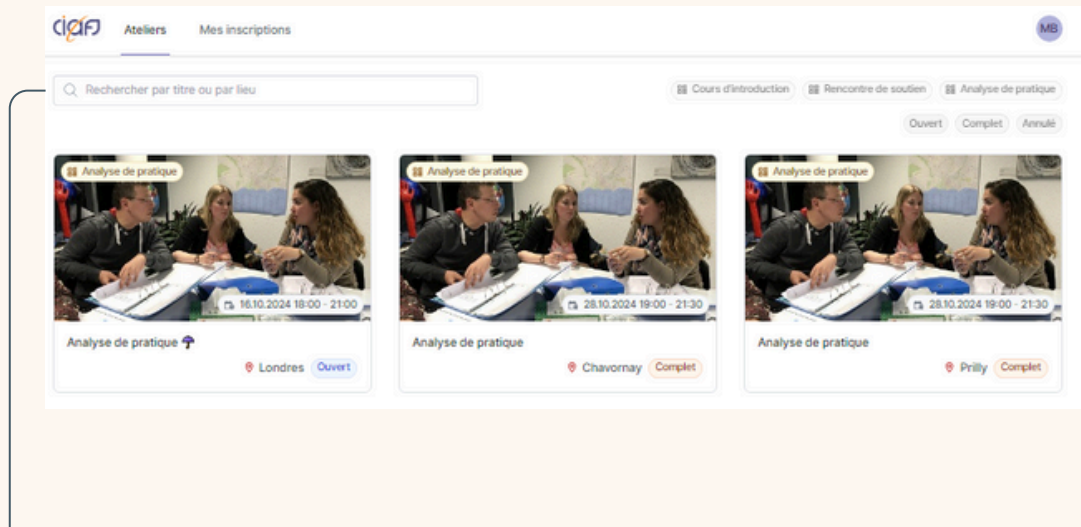 ciafJ
Ateliers
Mes inscriptions
MB
Rechercher par titre ou par lieu
Cours d'introduction
Rencontre de soutien
Analyse de pratique
Ouvert
Complet
Annulé
Analyse de pratique
16.10.2024 18:00 - 21:00
Analyse de pratique
Londres
Ouvert
Analyse de pratique
28.10.2024 19:00 - 21:30
Analyse de pratique
Chavornay
Complet
Analyse de pratique
28.10.2024 19:00 - 21:30
Analyse de pratique
Prilly
Complet